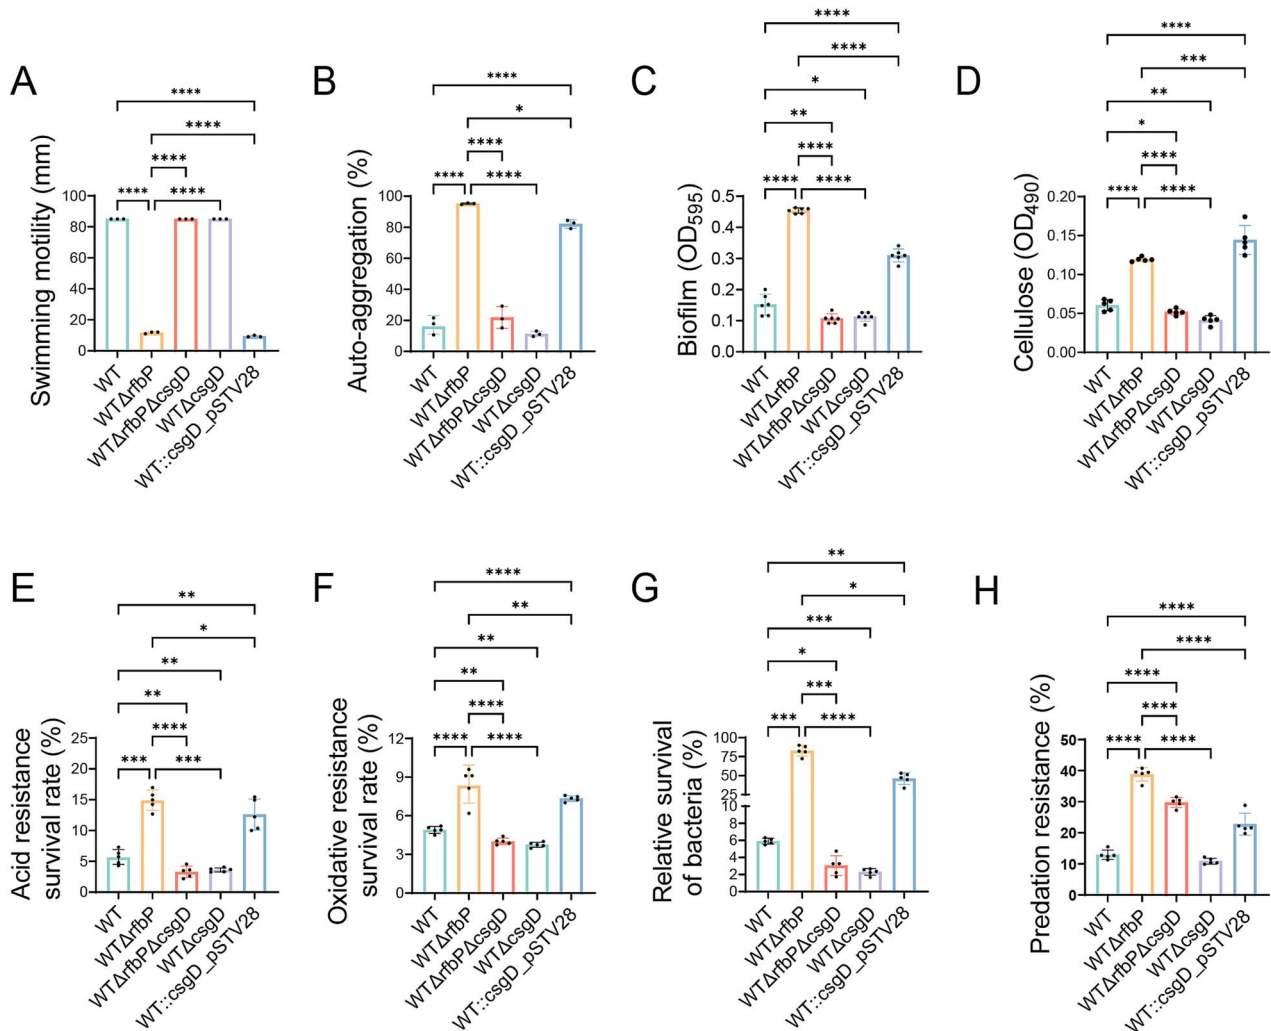 A
Swimming motility (mm)
****
****
****
****
****
100
80
60
40
20
0
WT
WTΔrfbP
WTΔrfbPΔcsgD
WTΔcsgD
WT::csgD_pSTV28
B
Auto-aggregation (%)
****
*
****
****
****
100
80
60
40
20
0
WT
WTΔrfbP
WTΔrfbPΔcsgD
WTΔcsgD
WT::csgD_pSTV28
C
Biofilm (OD595)
****
****
*
**
****
****
****
0.5
0.4
0.3
0.2
0.1
0.0
WT
WTΔrfbP
WTΔrfbPΔcsgD
WTΔcsgD
WT::csgD_pSTV28
D
Cellulose (OD490)
****
***
**
*
****
****
****
0.20
0.15
0.10
0.05
0.00
WT
WTΔrfbP
WTΔrfbPΔcsgD
WTΔcsgD
WT::csgD_pSTV28
E
Acid resistance
survival rate (%)
**
*
**
**
****
***
***
25
20
15
10
5
0
WT
WTΔrfbP
WTΔrfbPΔcsgD
WTΔcsgD
WT::csgD_pSTV28
F
Oxidative resistance
survival rate (%)
****
**
**
**
****
****
****
12
9
6
3
0
WT
WTΔrfbP
WTΔrfbPΔcsgD
WTΔcsgD
WT::csgD_pSTV28
G
Relative survival
of bacteria (%)
**
*
***
*
***
***
****
100
75
50
25
10
8
6
4
2
0
WT
WTΔrfbP
WTΔrfbPΔcsgD
WTΔcsgD
WT::csgD_pSTV28
H
Predation resistance (%)
****
****
****
****
****
****
50
40
30
20
10
0
WT
WTΔrfbP
WTΔrfbPΔcsgD
WTΔcsgD
WT::csgD_pSTV28